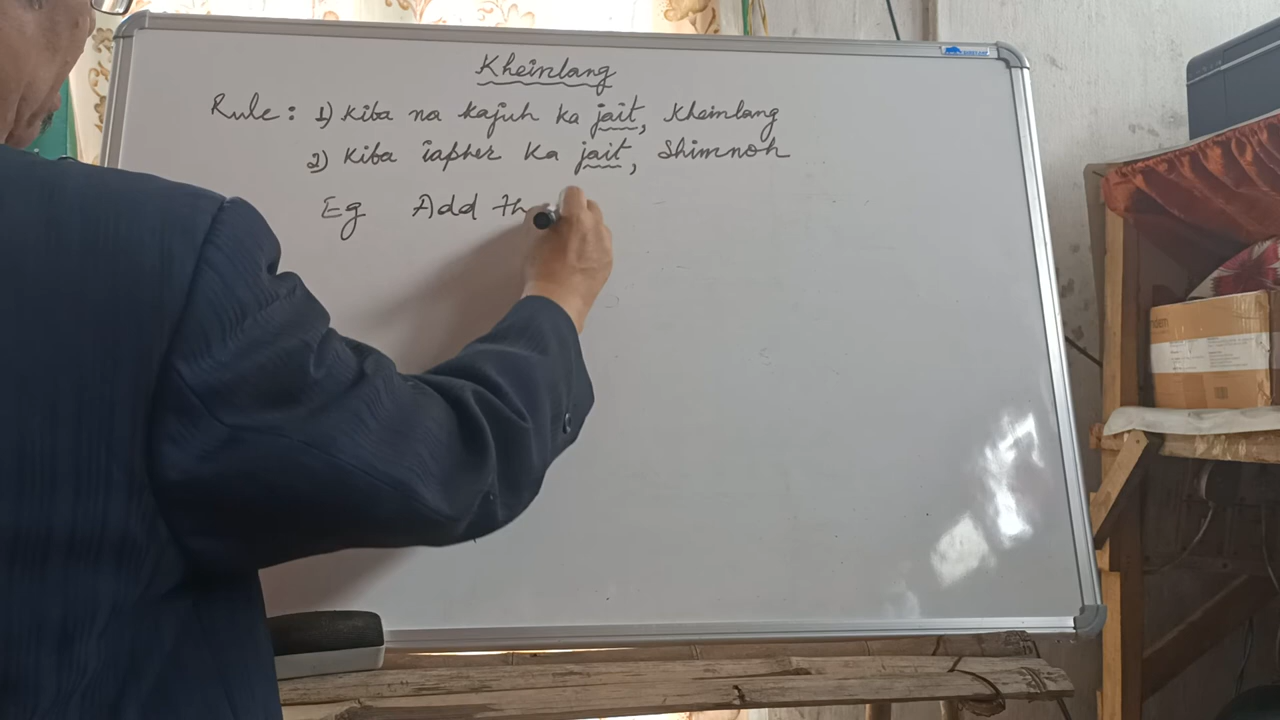 Kheinlang
Rule: 1) Kiba na kajuh ka jait, Kheinlang
2) Kiba iapher ka jait, Shimnoh
Eg Add th